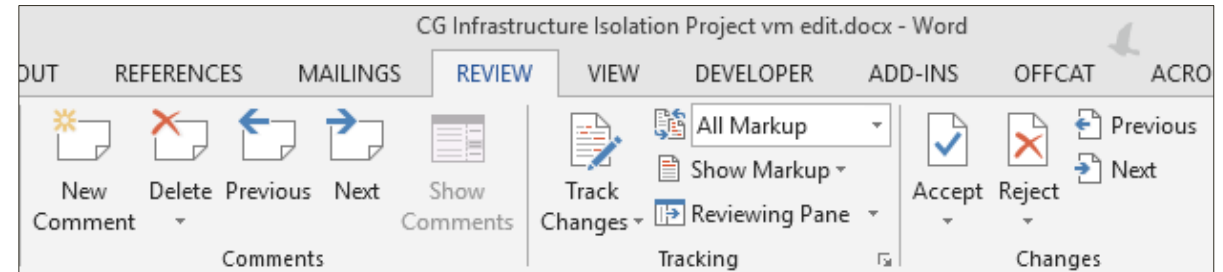 CG Infrastructure Isolation Project vm edit.docx - Word
OUT REFERENCES MAILINGS REVIEW VIEW DEVELOPER ADD-INS OFFCAT ACRO
New Comment
Delete
Previous
Next
Show Comments
Comments
Track Changes
All Markup
Show Markup
Reviewing Pane
Tracking
Accept
Reject
Previous
Next
Changes